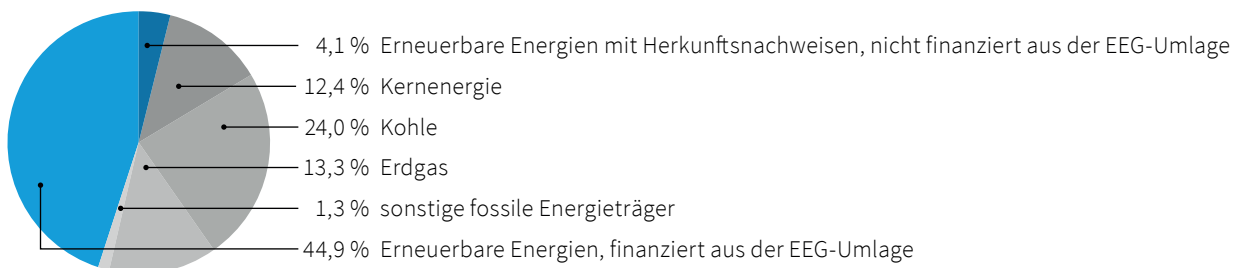 4,1 % Erneuerbare Energien mit Herkunftsnachweisen, nicht finanziert aus der EEG-Umlage
12,4 % Kernenergie
24,0 % Kohle
13,3 % Erdgas
1,3 % sonstige fossile Energieträger
44,9 % Erneuerbare Energien, finanziert aus der EEG-Umlage